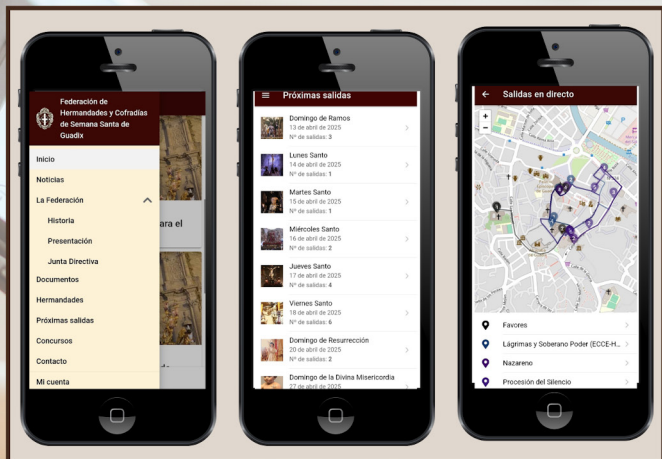 Federación de
Hermandades y Cofradías
de Semana Santa de
Guadix
Inicio
Noticias
La Federación
Historia
Presentación
Junta Directiva
Documentos
Hermandades
Próximas salidas
Concursos
Contacto
Mi cuenta
ara el
Próximas salidas
Domingo de Ramos
13 de abril de 2025
Nº de salidas: 3
Lunes Santo
14 de abril de 2025
Nº de salidas: 1
Martes Santo
15 de abril de 2025
Nº de salidas: 1
Miércoles Santo
16 de abril de 2025
Nº de salidas: 2
Jueves Santo
17 de abril de 2025
Nº de salidas: 4
Viernes Santo
18 de abril de 2025
Nº de salidas: 6
Domingo de Resurrección
20 de abril de 2025
Nº de salidas: 2
Domingo de la Divina Misericordia
27 de abril de 2025
Salidas en directo
+
−
Favores
Lágrimas y Soberano Poder (ECCE-H...
Nazareno
Procesión del Silencio